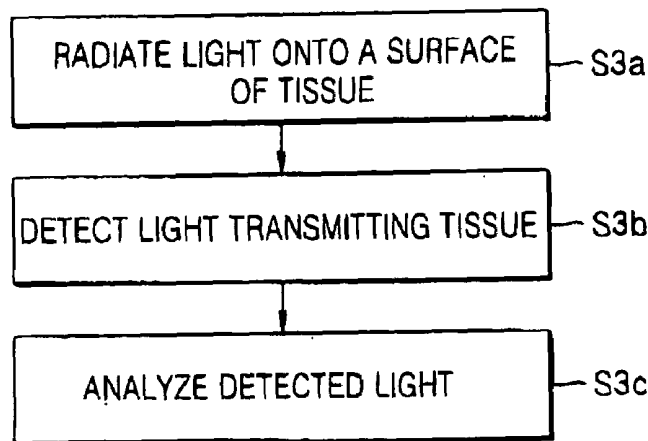 RADIATE LIGHT ONTO A SURFACE
OF TISSUE
S3a
DETECT LIGHT TRANSMITTING TISSUE
S3b
ANALYZE DETECTED LIGHT
S3c